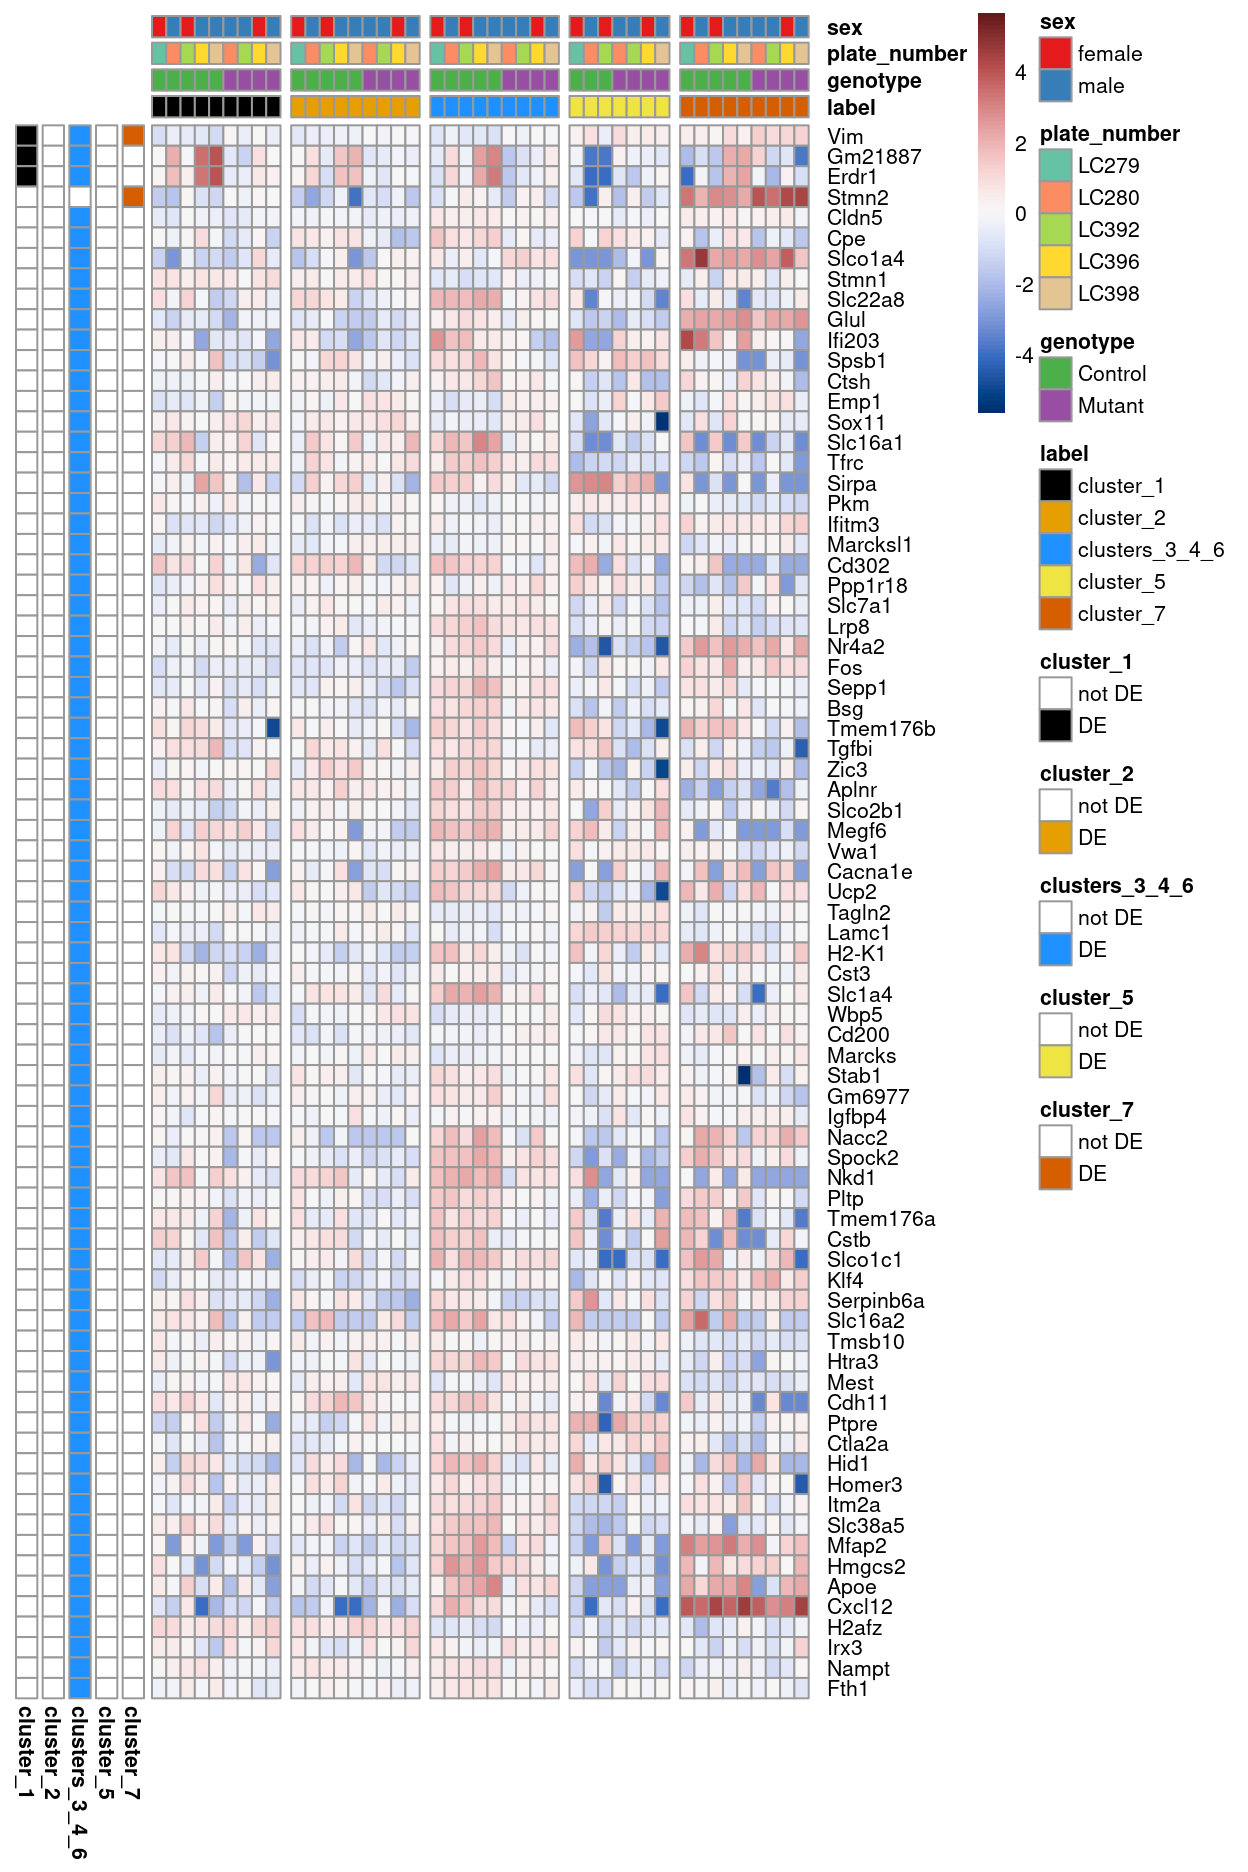 sex
plate_number
genotype
label
Vim
Gm21887
Erdr1
Stmn2
Cldn5
Cpe
Slco1a4
Stmn1
Slc22a8
Glul
Ifi203
Spsb1
Ctsh
Emp1
Sox11
Slc16a1
Tfrc
Sirpa
Pkm
Ifitm3
Marcksl1
Cd302
Ppp1r18
Slc7a1
Lrp8
Nr4a2
Fos
Sepp1
Bsg
Tmem176b
Tgfbi
Zic3
Aplnr
Slco2b1
Megf6
Vwa1
Cacna1e
Ucp2
Tagln2
Lamc1
H2-K1
Cst3
Slc1a4
Wbp5
Cd200
Marcks
Stab1
Gm6977
Igfbp4
Nacc2
Spock2
Nkd1
Pltp
Tmem176a
Cstb
Slco1c1
Klf4
Serpinb6a
Slc16a2
Tmsb10
Htra3
Mest
Cdh11
Ptpre
Ctla2a
Hid1
Homer3
Itm2a
Slc38a5
Mfap2
Hmgcs2
Apoe
Cxcl12
H2afz
Irx3
Nampt
Fth1
cluster_1
cluster_2
clusters_3_4_6
cluster_5
cluster_7
4
2
0
-2
-4
sex
female
male
plate_number
LC279
LC280
LC392
LC396
LC398
genotype
Control
Mutant
label
cluster_1
cluster_2
clusters_3_4_6
cluster_5
cluster_7
cluster_1
not DE
DE
cluster_2
not DE
DE
clusters_3_4_6
not DE
DE
cluster_5
not DE
DE
cluster_7
not DE
DE